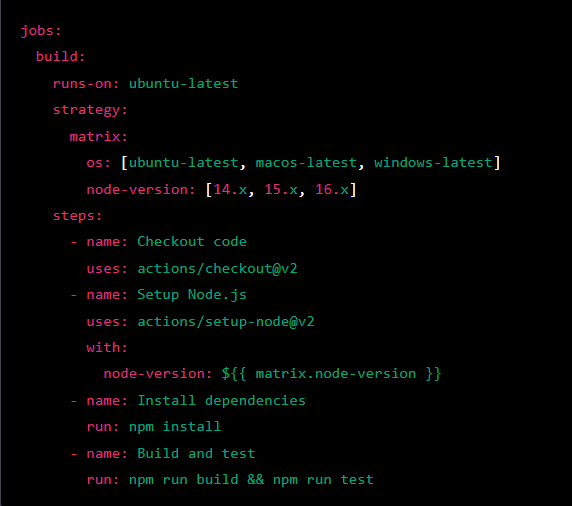 jobs:
  build:
    runs-on: ubuntu-latest
    strategy:
      matrix:
        os: [ubuntu-latest, macos-latest, windows-latest]
        node-version: [14.x, 15.x, 16.x]
    steps:
      - name: Checkout code
        uses: actions/checkout@v2
      - name: Setup Node.js
        uses: actions/setup-node@v2
        with:
          node-version: ${{ matrix.node-version }}
      - name: Install dependencies
        run: npm install
      - name: Build and test
        run: npm run build && npm run test